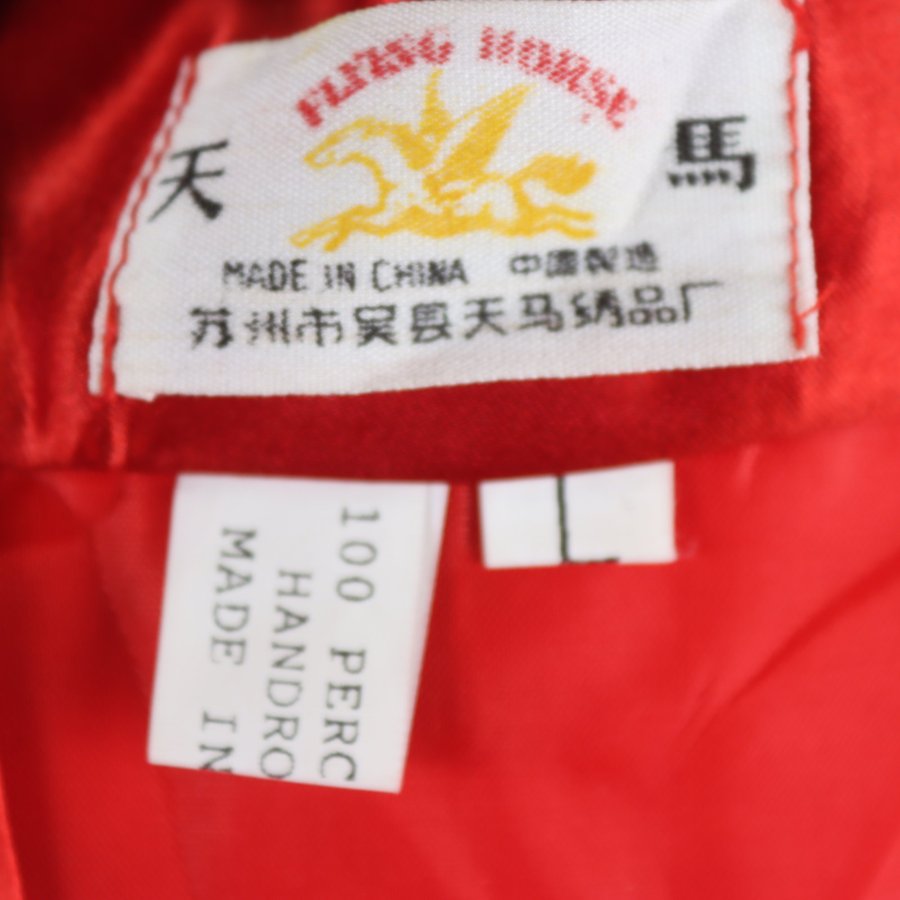 FLYING HORSE
天 馬
MADE IN CHINA 中國製造
苏州市吴县天马绣品厂
L
100 PERC
HANDRO
MADE IN